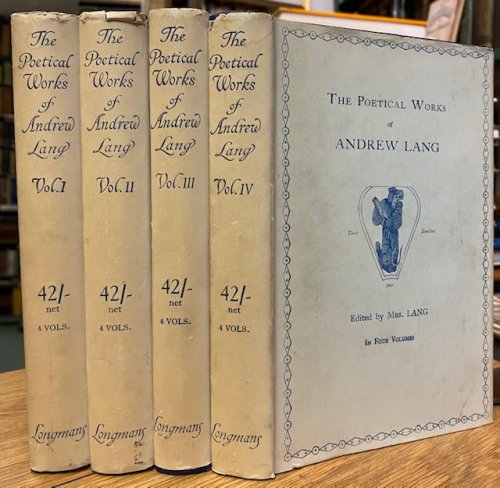 The
Poetical
Works
of
Andrew
Lang
Vol. I
42/-
net
4 VOLS.
Longmans
The
Poetical
Works
of
Andrew
Lang
Vol. II
42/-
net
4 VOLS.
Longmans
The
Poetical
Works
of
Andrew
Lang
Vol. III
42/-
net
4 VOLS.
Longmans
The
Poetical
Works
of
Andrew
Lang
Vol. IV
42/-
net
4 VOLS.
Longmans
THE POETICAL WORKS
of
ANDREW LANG
Tout
par
Edited by MRS. LANG
IN FOUR VOLUMES